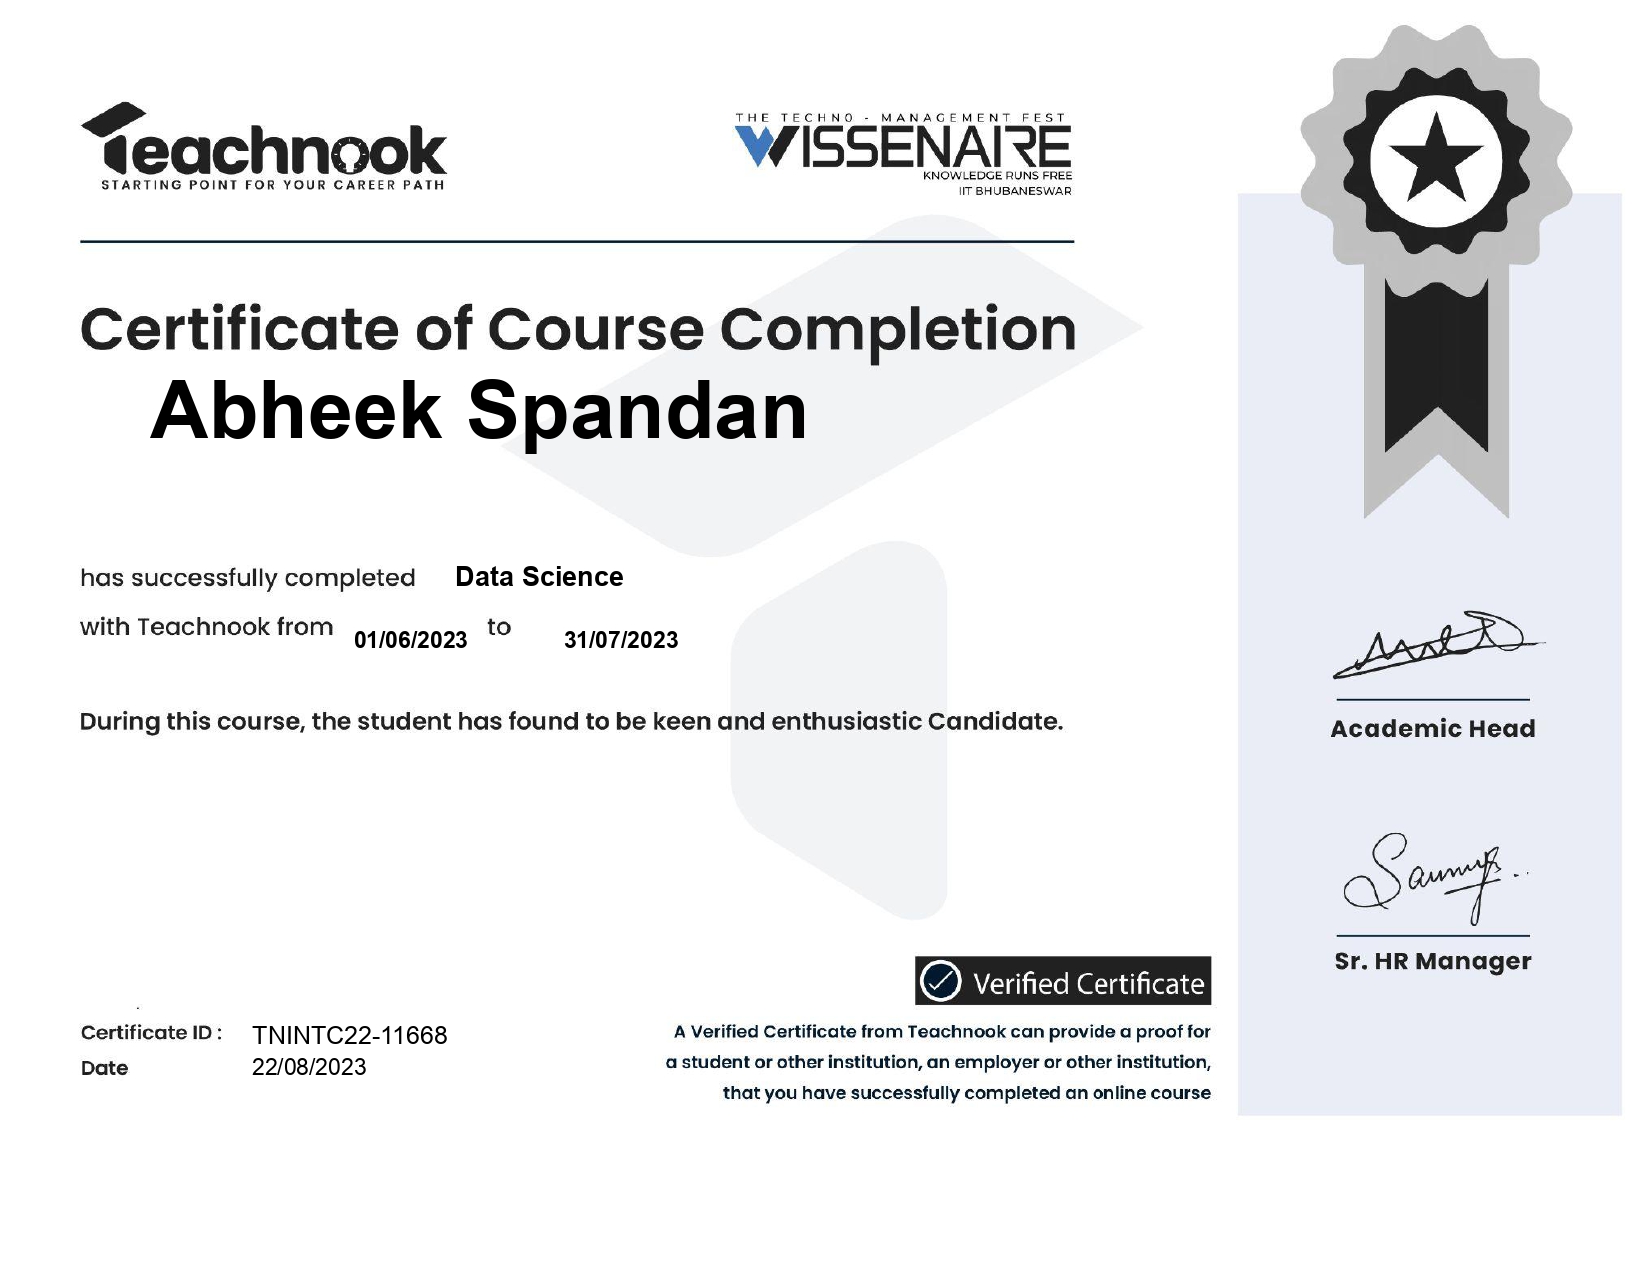 Teachnook
STARTING POINT FOR YOUR CAREER PATH
THE TECHNO - MANAGEMENT FEST
WISSENAIRE
KNOWLEDGE RUNS FREE
IIT BHUBANESWAR
Certificate of Course Completion
Abheek Spandan
has successfully completed Data Science
with Teachnook from 01/06/2023 to 31/07/2023
During this course, the student has found to be keen and enthusiastic Candidate.
Academic Head
Saumya
Sr. HR Manager
Verified Certificate
A Verified Certificate from Teachnook can provide a proof for
a student or other institution, an employer or other institution,
that you have successfully completed an online course
Certificate ID : TNINTC22-11668
Date 22/08/2023